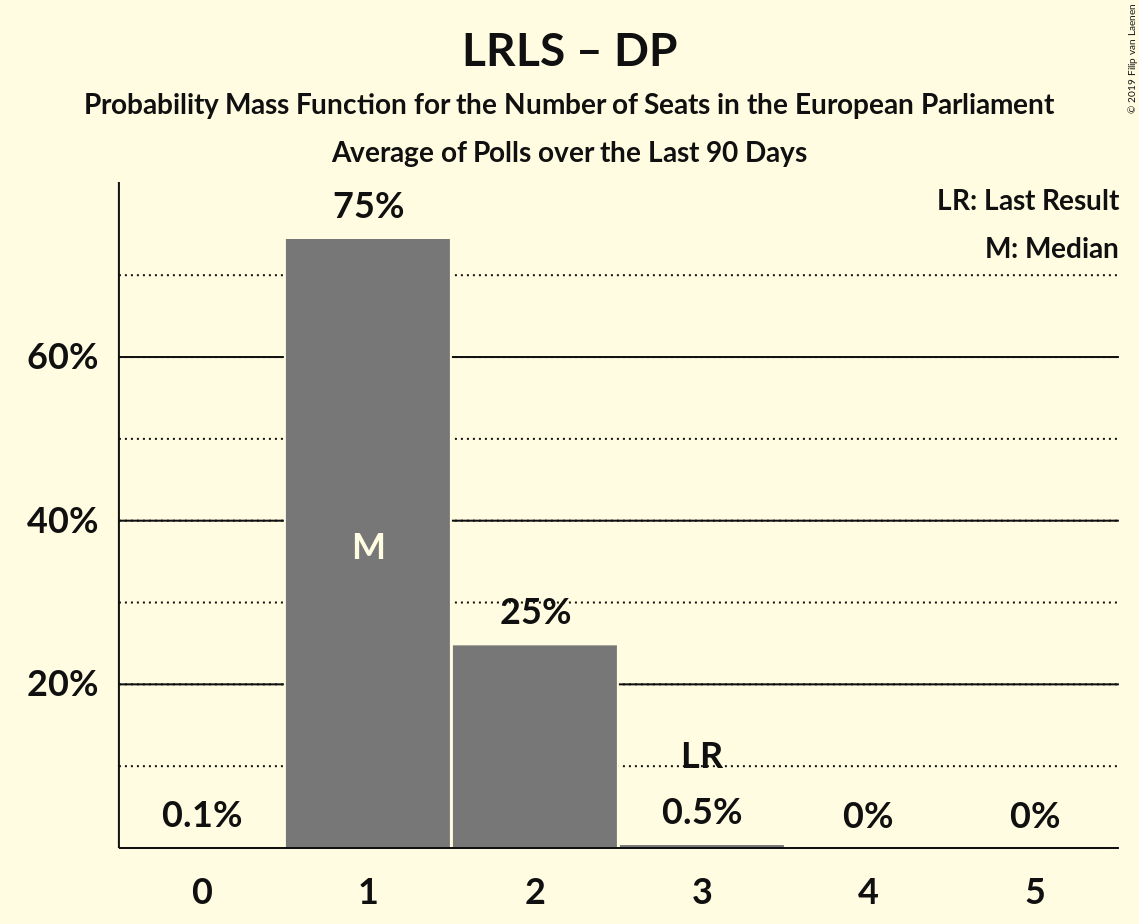 LRLS – DP
Probability Mass Function for the Number of Seats in the European Parliament
Average of Polls over the Last 90 Days
© 2019 Filip van Laenen
LR: Last Result
M: Median
75%
60%
40%
M
25%
20%
LR
0.1%
0.5%
0%
0%
0 1 2 3 4 5